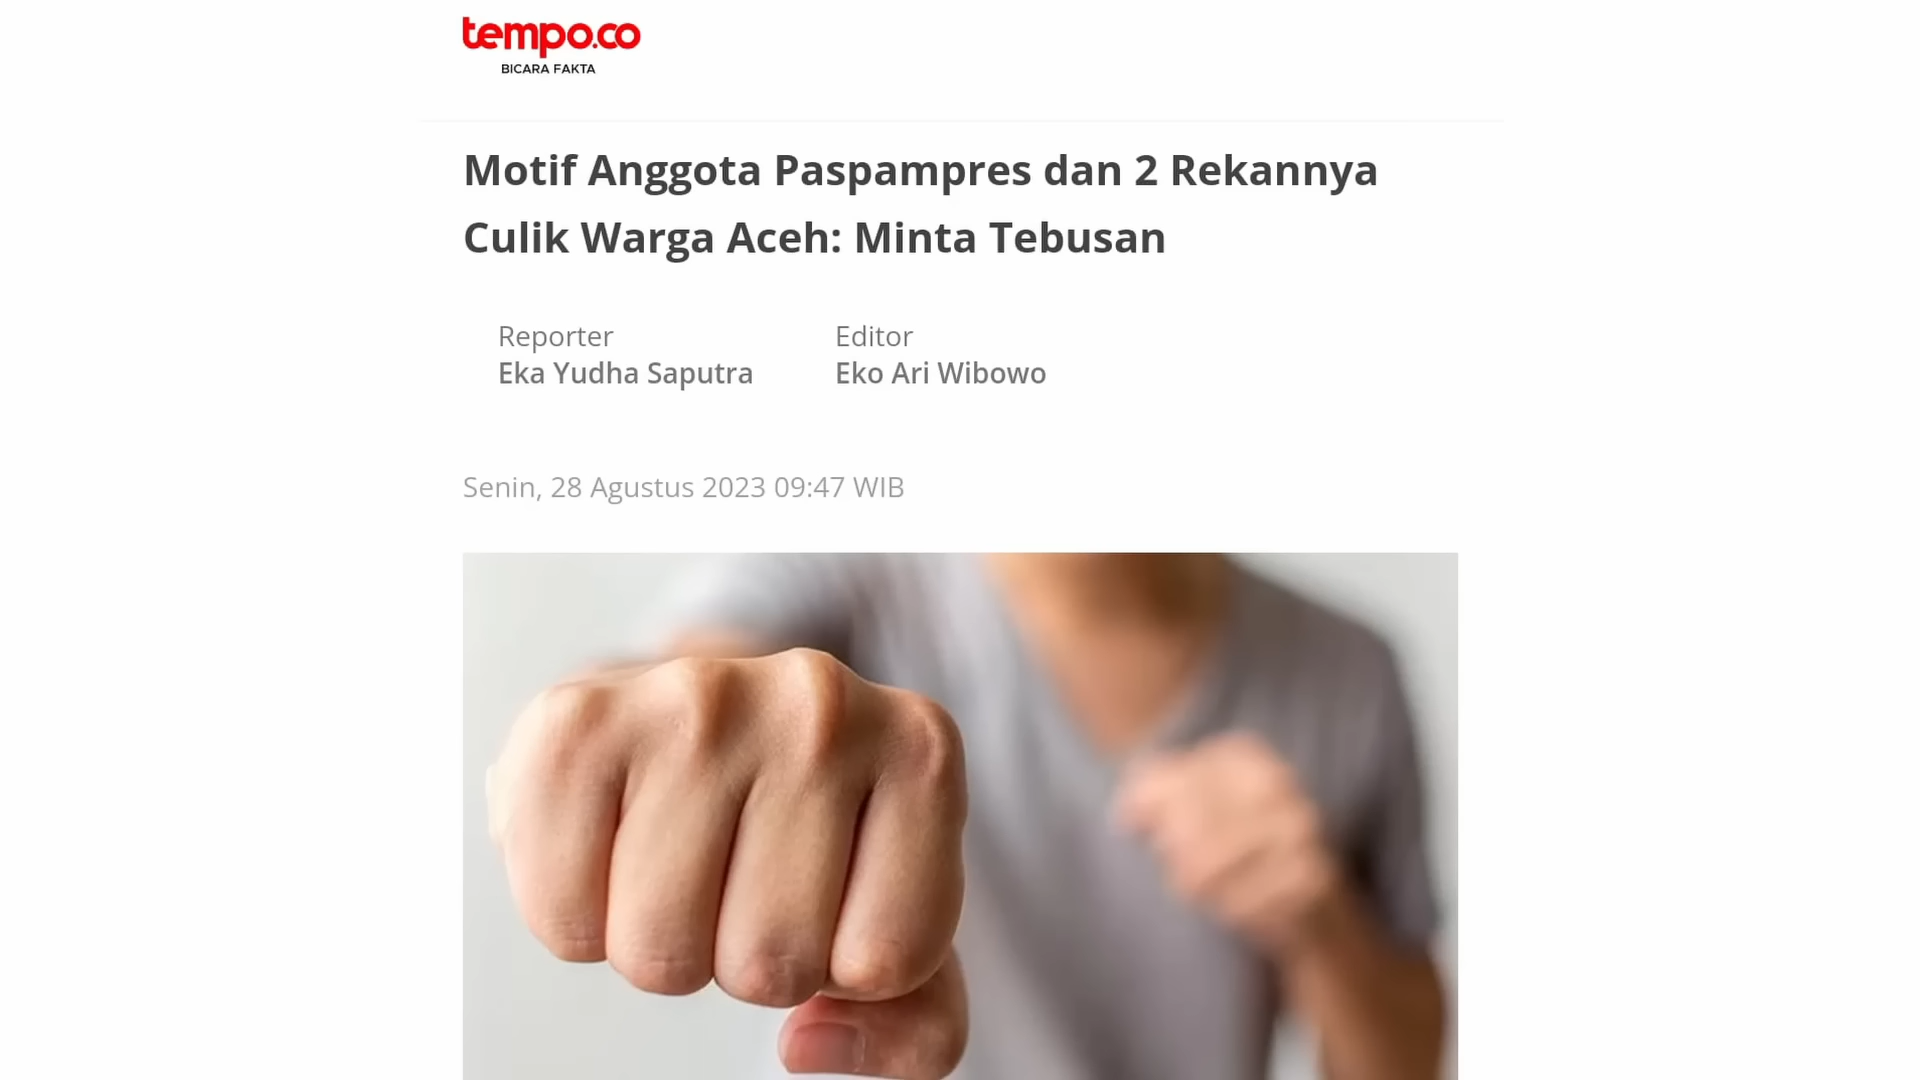 tempo.co
BICARA FAKTA
Motif Anggota Paspampres dan 2 Rekannya
Culik Warga Aceh: Minta Tebusan
Reporter
Eka Yudha Saputra
Editor
Eko Ari Wibowo
Senin, 28 Agustus 2023 09:47 WIB